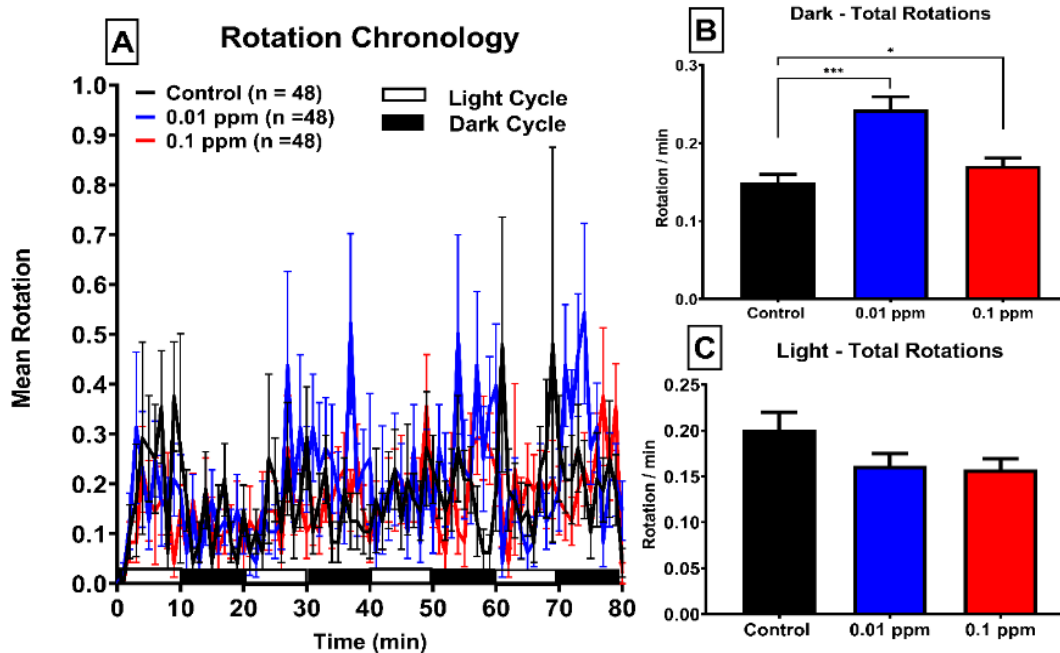 A
Rotation Chronology
Mean Rotation
1.0
0.9
0.8
0.7
0.6
0.5
0.4
0.3
0.2
0.1
0.0
Control (n = 48)
0.01 ppm (n =48)
0.1 ppm (n =48)
Light Cycle
Dark Cycle
0 10 20 30 40 50 60 70 80
Time (min)
B
Dark - Total Rotations
Rotation / min
0.3
0.2
0.1
0.0
***
*
Control 0.01 ppm 0.1 ppm
C
Light - Total Rotations
Rotation / min
0.25
0.20
0.15
0.10
0.05
0.00
Control 0.01 ppm 0.1 ppm